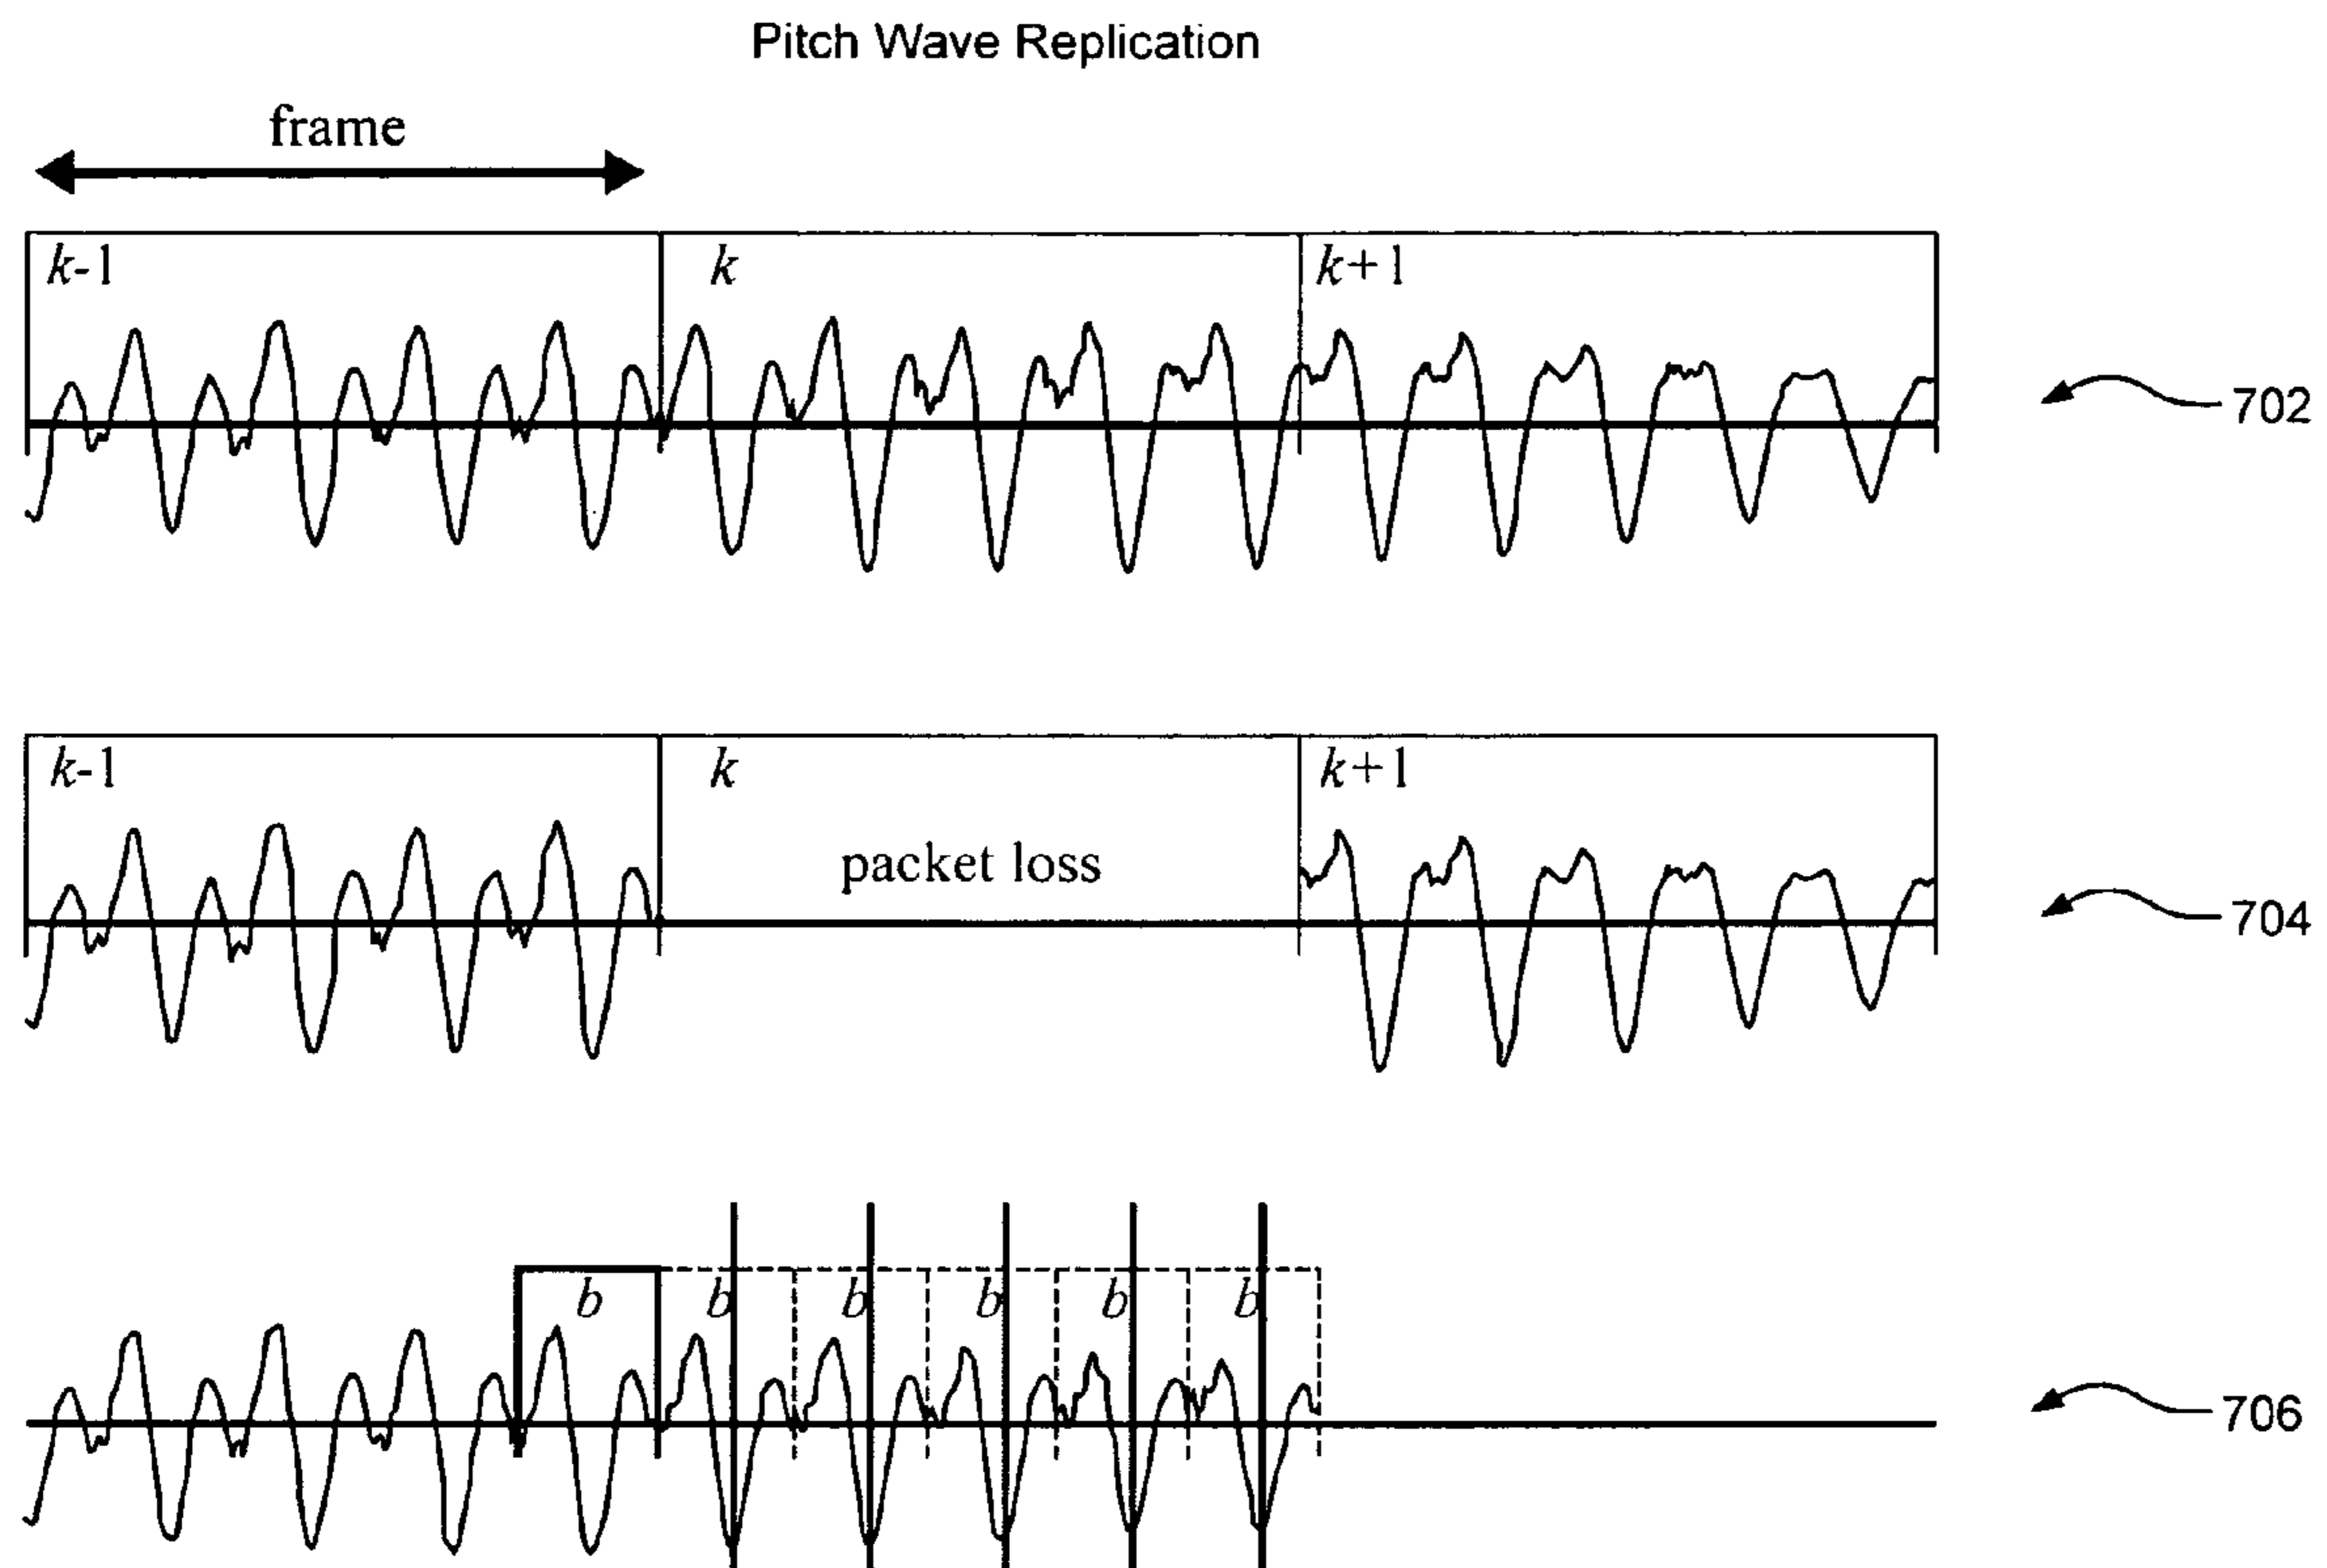 Pitch Wave Replication
frame
k-1 k k+1
702
k-1 k k+1
packet loss
704
b b b b b b
706